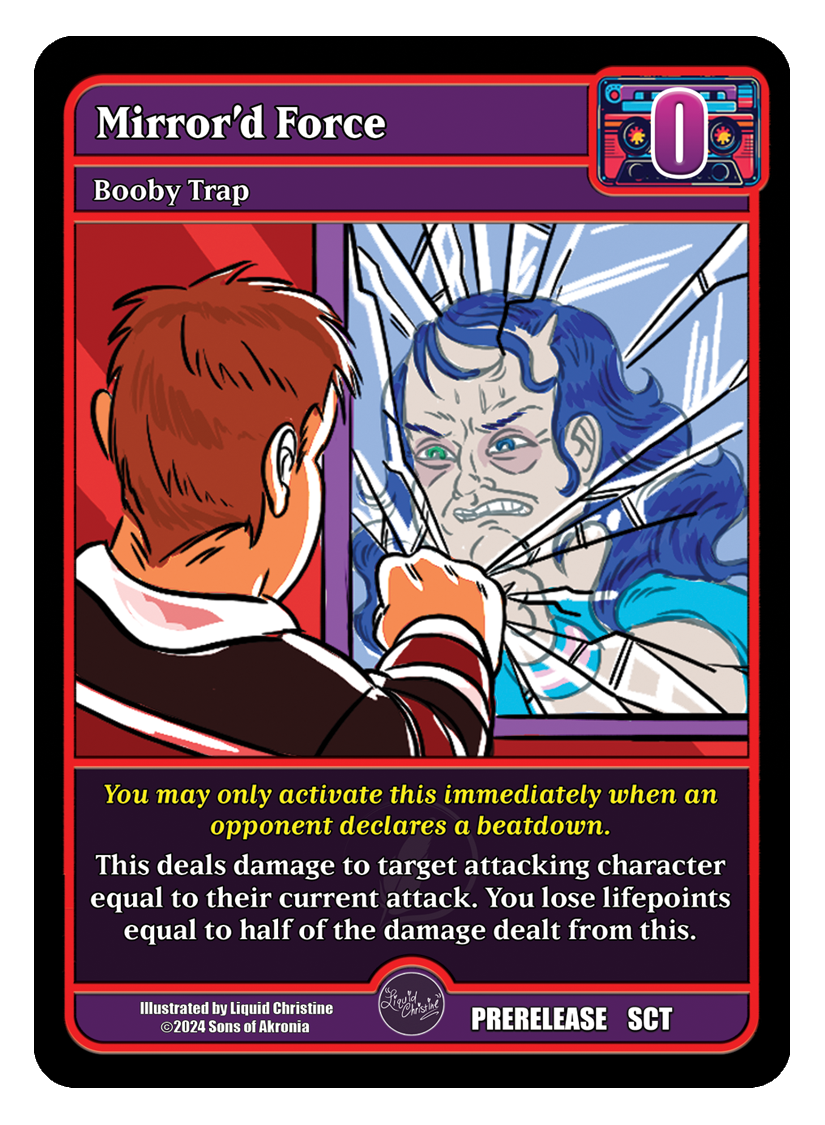 Mirror'd Force
0
Booby Trap
You may only activate this immediately when an
opponent declares a beatdown.
This deals damage to target attacking character
equal to their current attack. You lose lifepoints
equal to half of the damage dealt from this.
Illustrated by Liquid Christine
©2024 Sons of Akronia
"Liquid
Christine"
PRERELEASE SCT